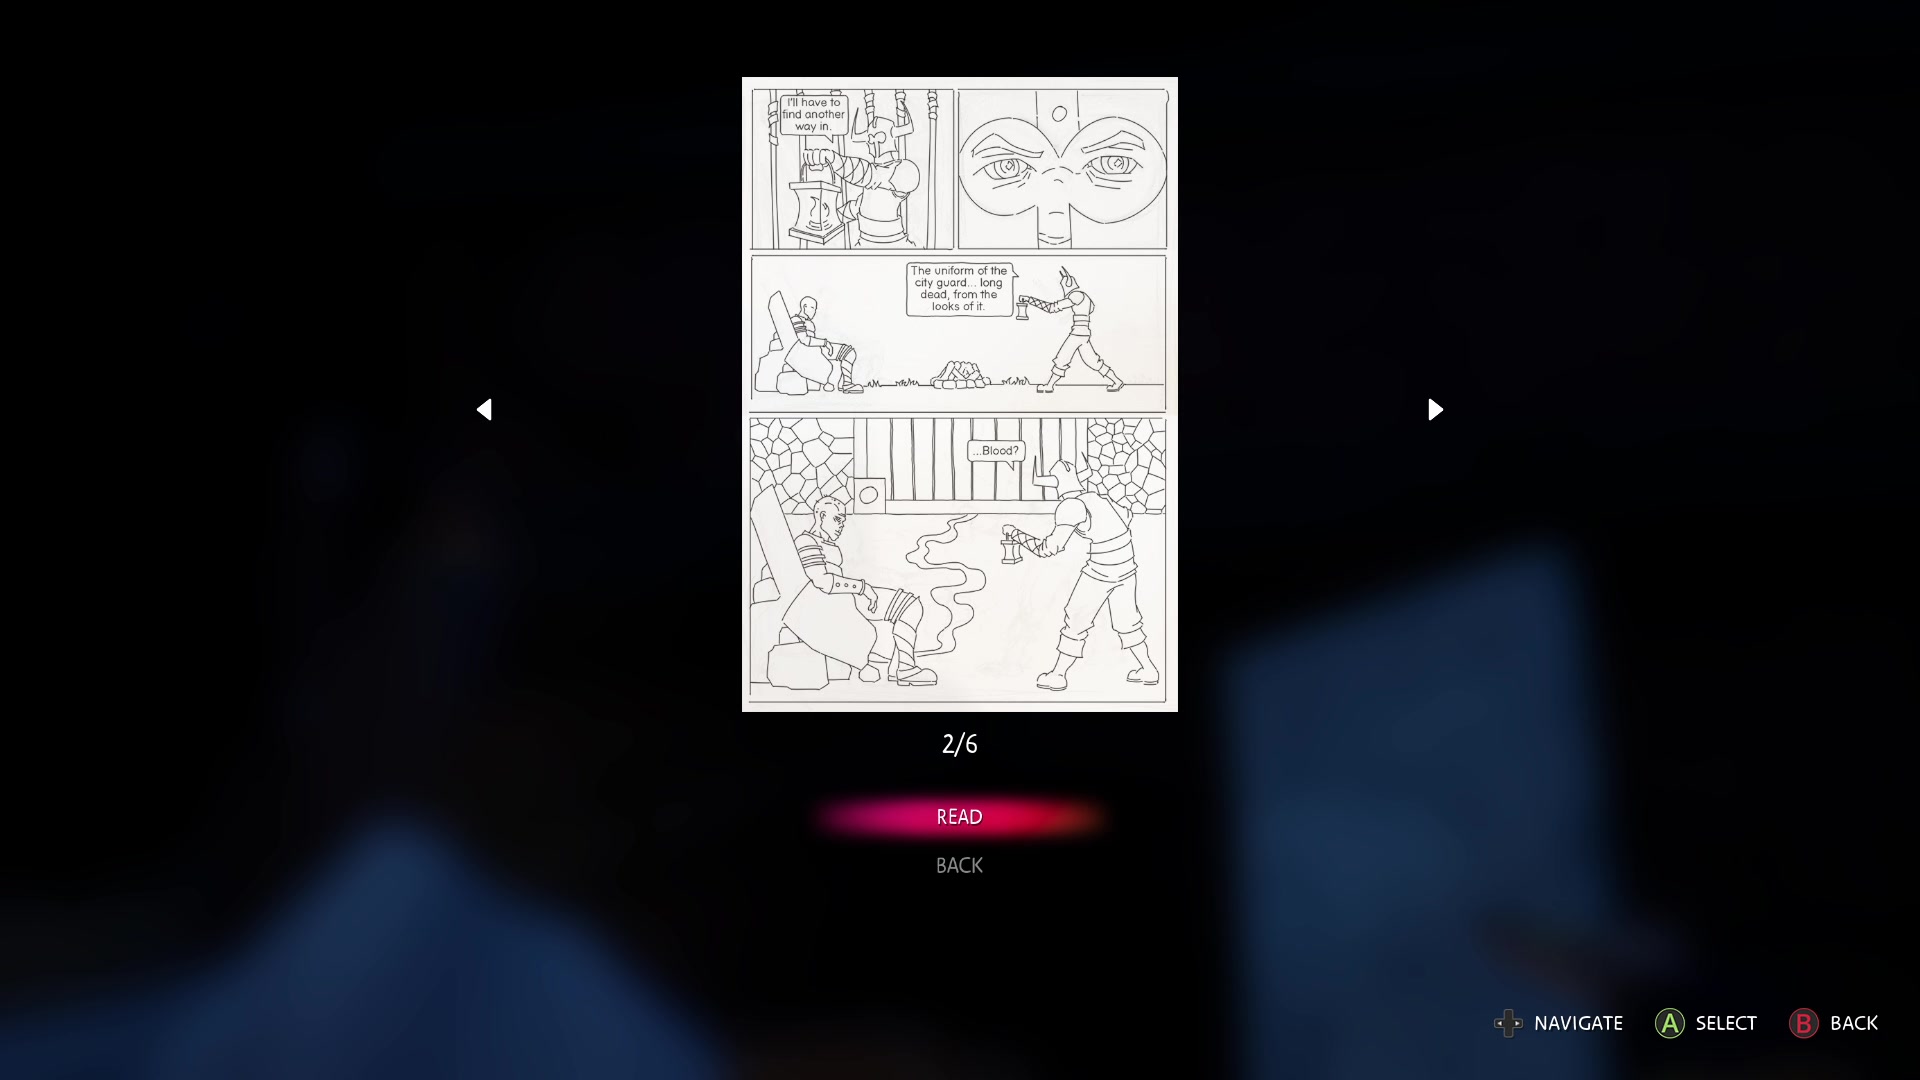 I'll have to
find another
way in.
The uniform of the
city guard... long
dead, from the
looks of it.
...Blood?
2/6
READ
BACK
NAVIGATE
A SELECT
B BACK